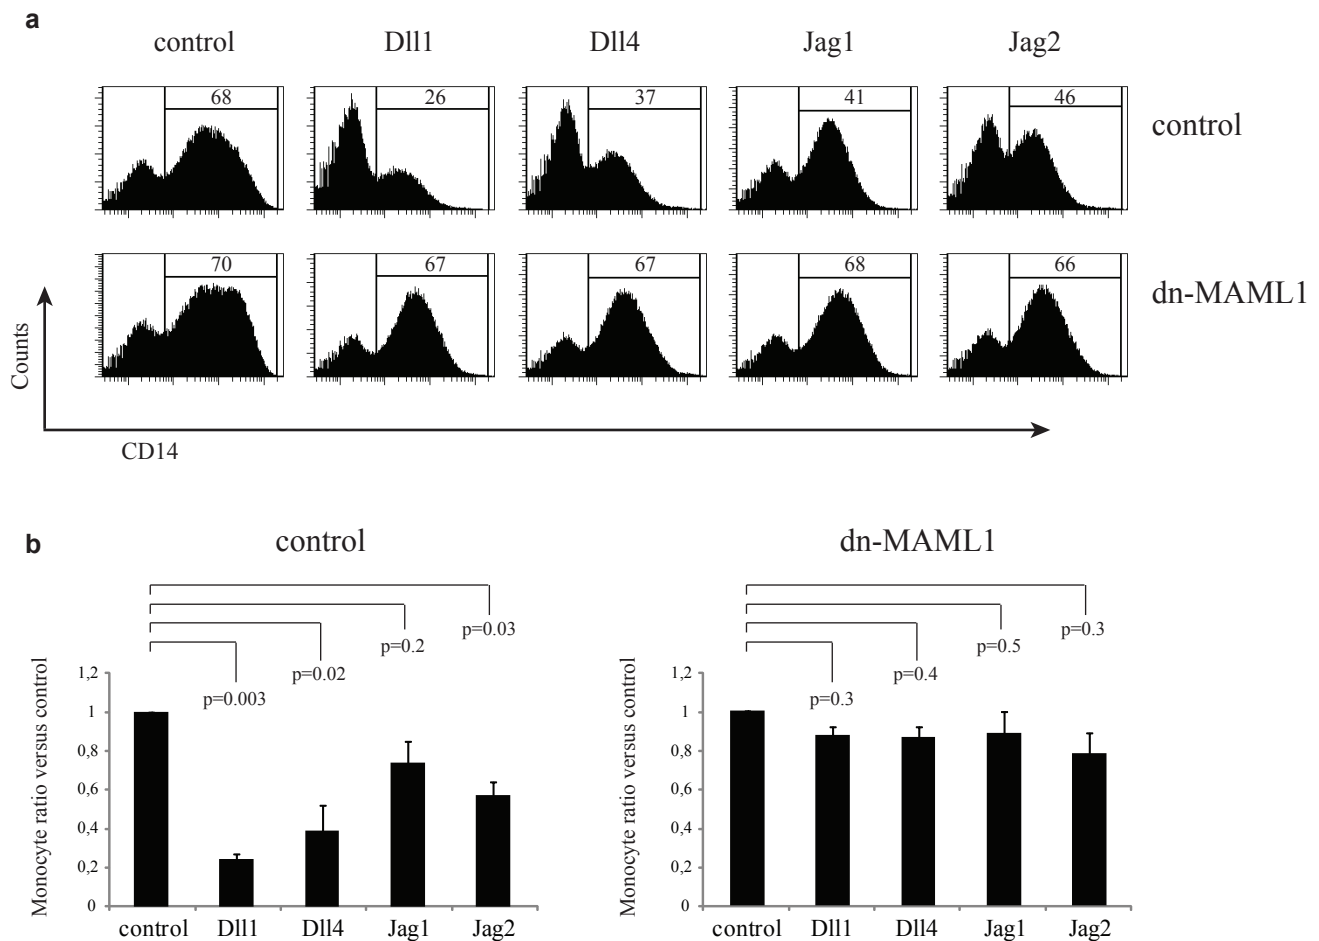 a
control Dll1 Dll4 Jag1 Jag2
68 26 37 41 46
control
70 67 67 68 66
dn-MAML1
Counts
CD14
b
control
p=0.003
p=0.02
p=0.2
p=0.03
Monocyte ratio versus control
1,2
1
0,8
0,6
0,4
0,2
0
control Dll1 Dll4 Jag1 Jag2
dn-MAML1
p=0.3
p=0.4
p=0.5
p=0.3
Monocyte ratio versus control
1,2
1
0,8
0,6
0,4
0,2
0
control Dll1 Dll4 Jag1 Jag2